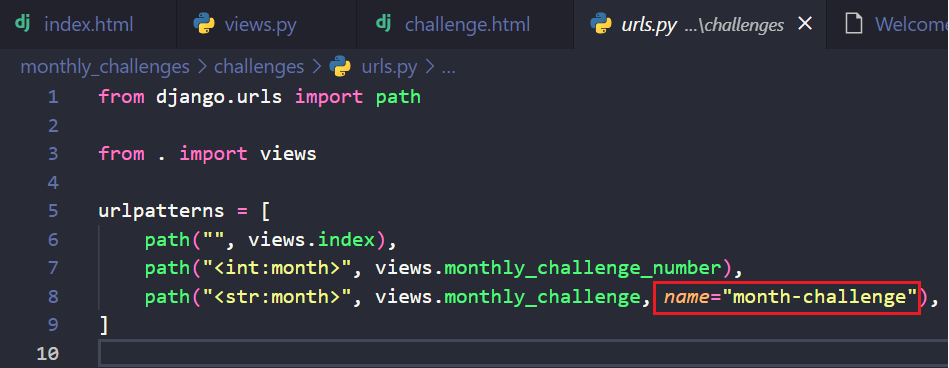 index.html views.py challenge.html urls.py ...\challenges Welcome
monthly_challenges > challenges > urls.py > ...
1 from django.urls import path
2
3 from . import views
4
5 urlpatterns = [
6     path("", views.index),
7     path("<int:month>", views.monthly_challenge_number),
8     path("<str:month>", views.monthly_challenge, name="month-challenge"),
9 ]
10